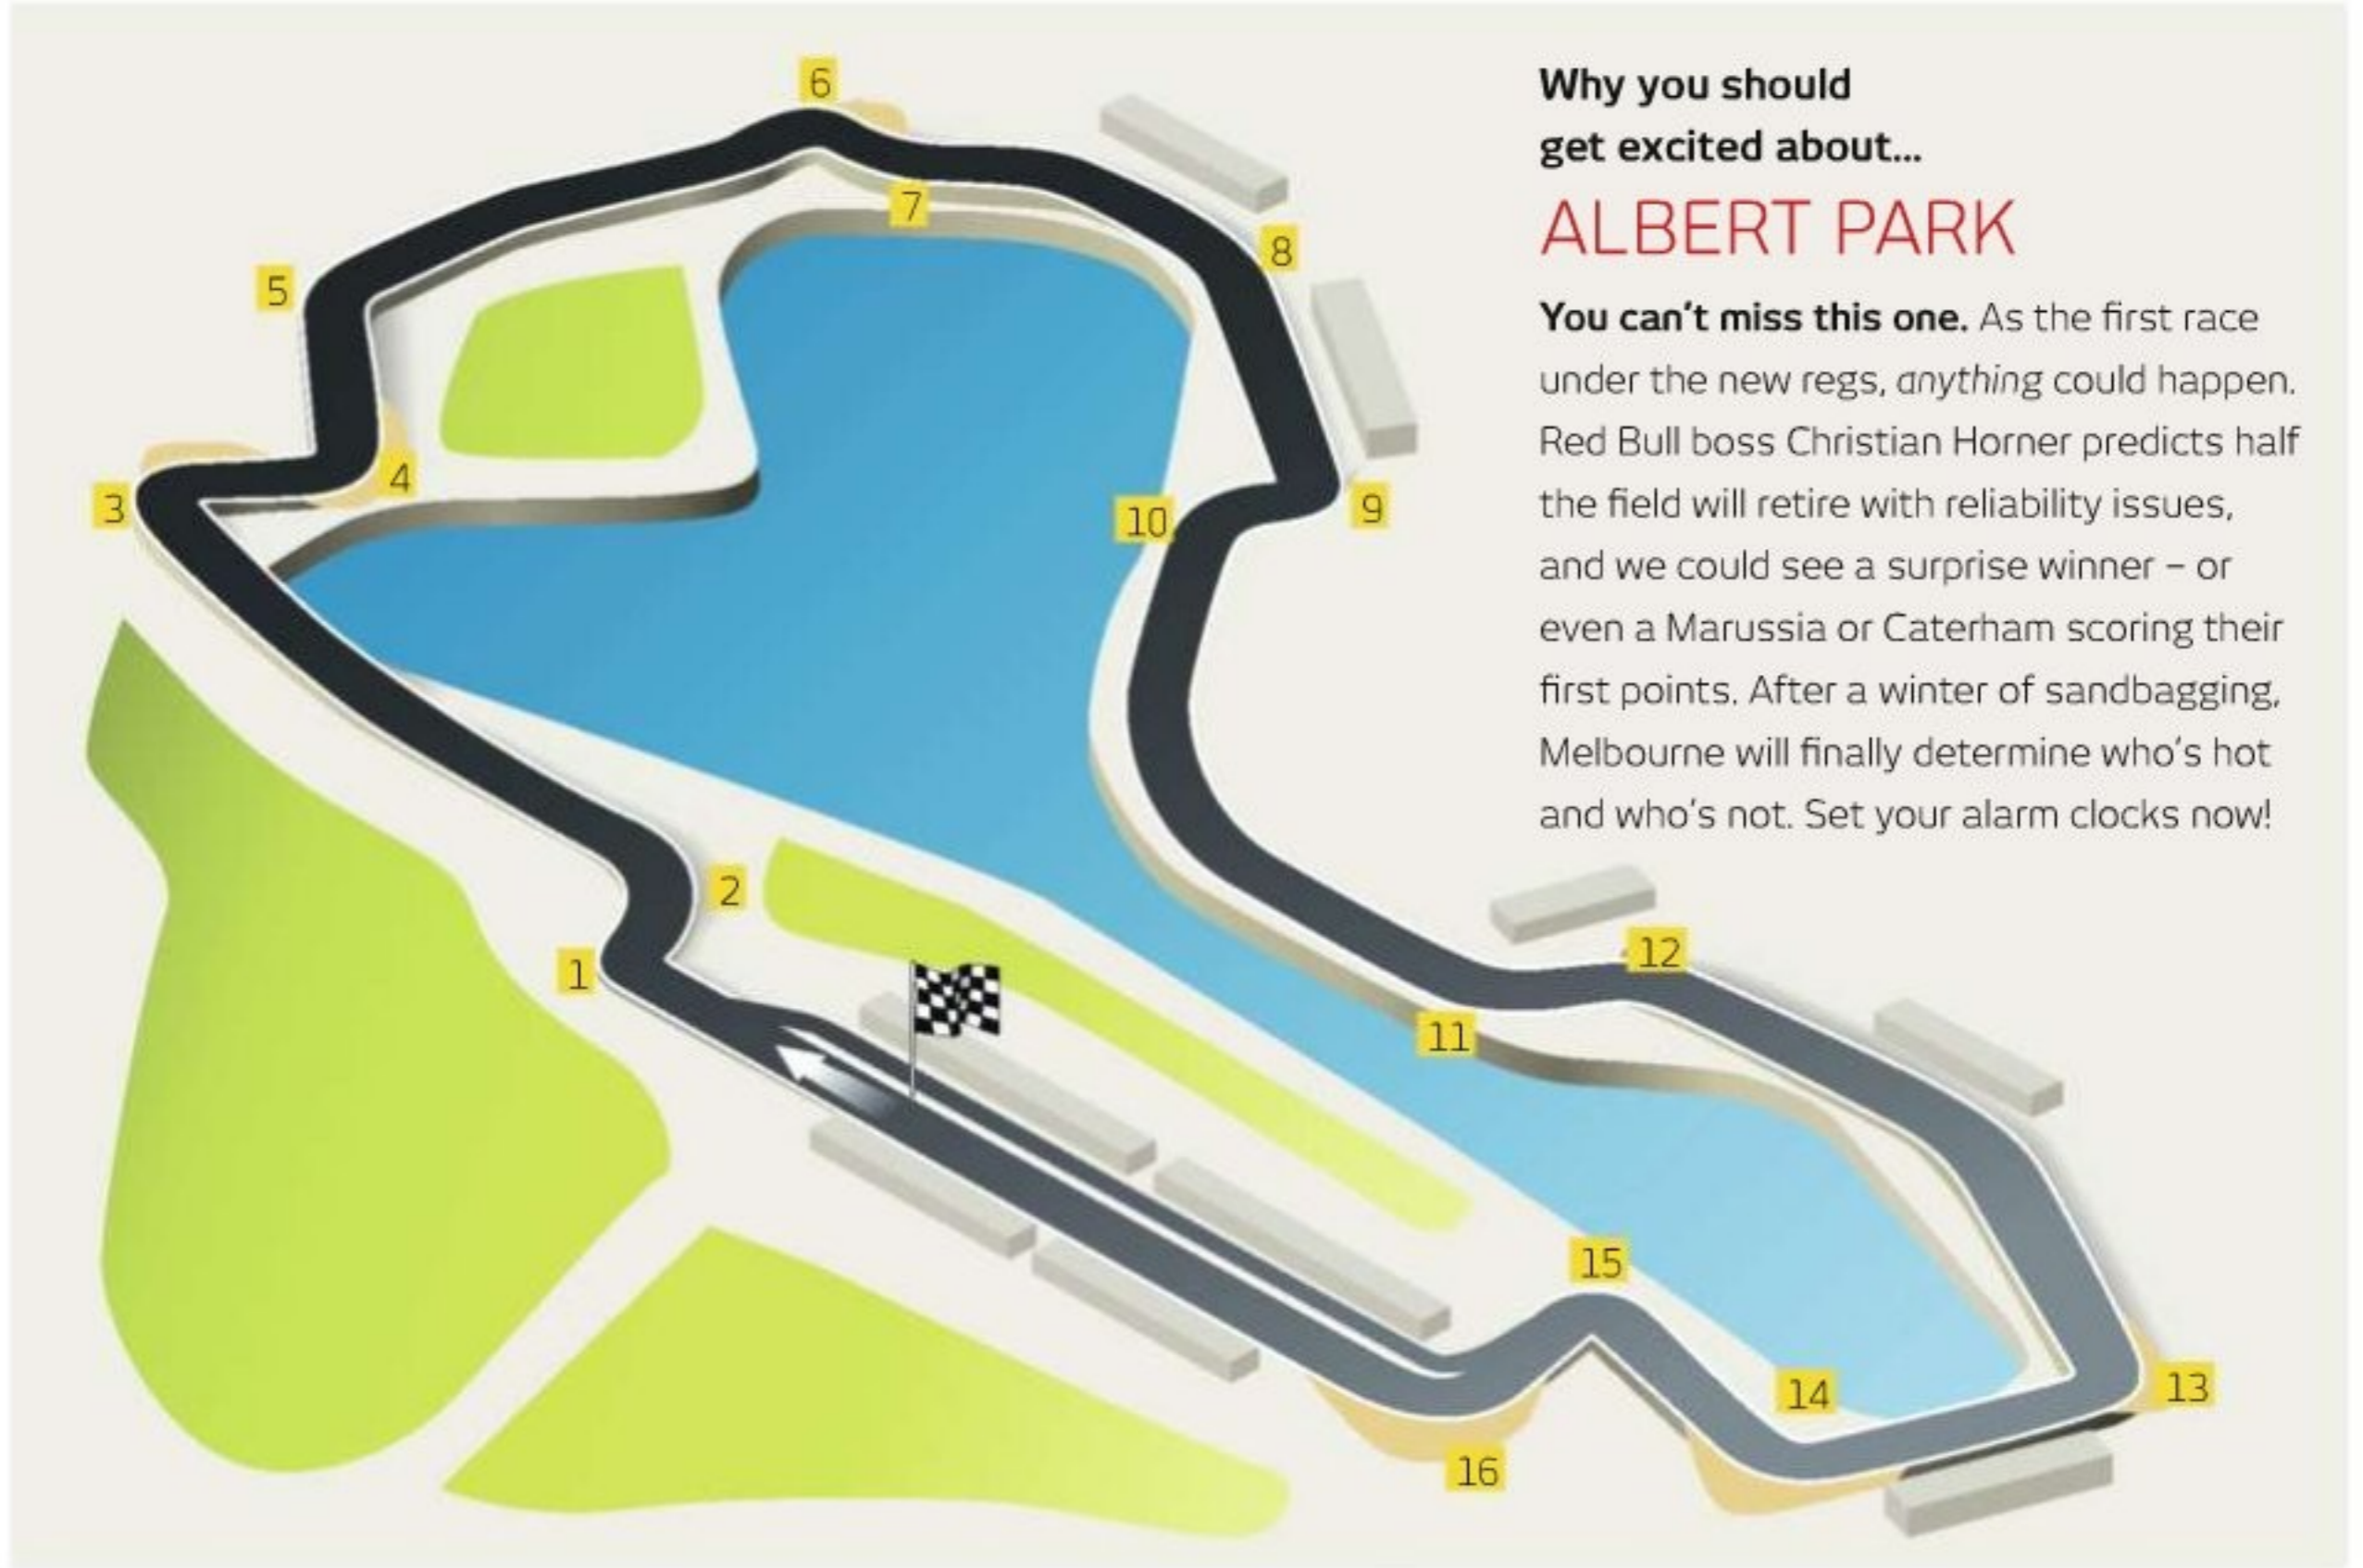 Why you should
get excited about...
ALBERT PARK
You can't miss this one. As the first race
under the new regs, anything could happen.
Red Bull boss Christian Horner predicts half
the field will retire with reliability issues,
and we could see a surprise winner – or
even a Marussia or Caterham scoring their
first points. After a winter of sandbagging,
Melbourne will finally determine who's hot
and who's not. Set your alarm clocks now!
6
7
5
8
4
3
9
10
2
12
1
11
15
13
14
16